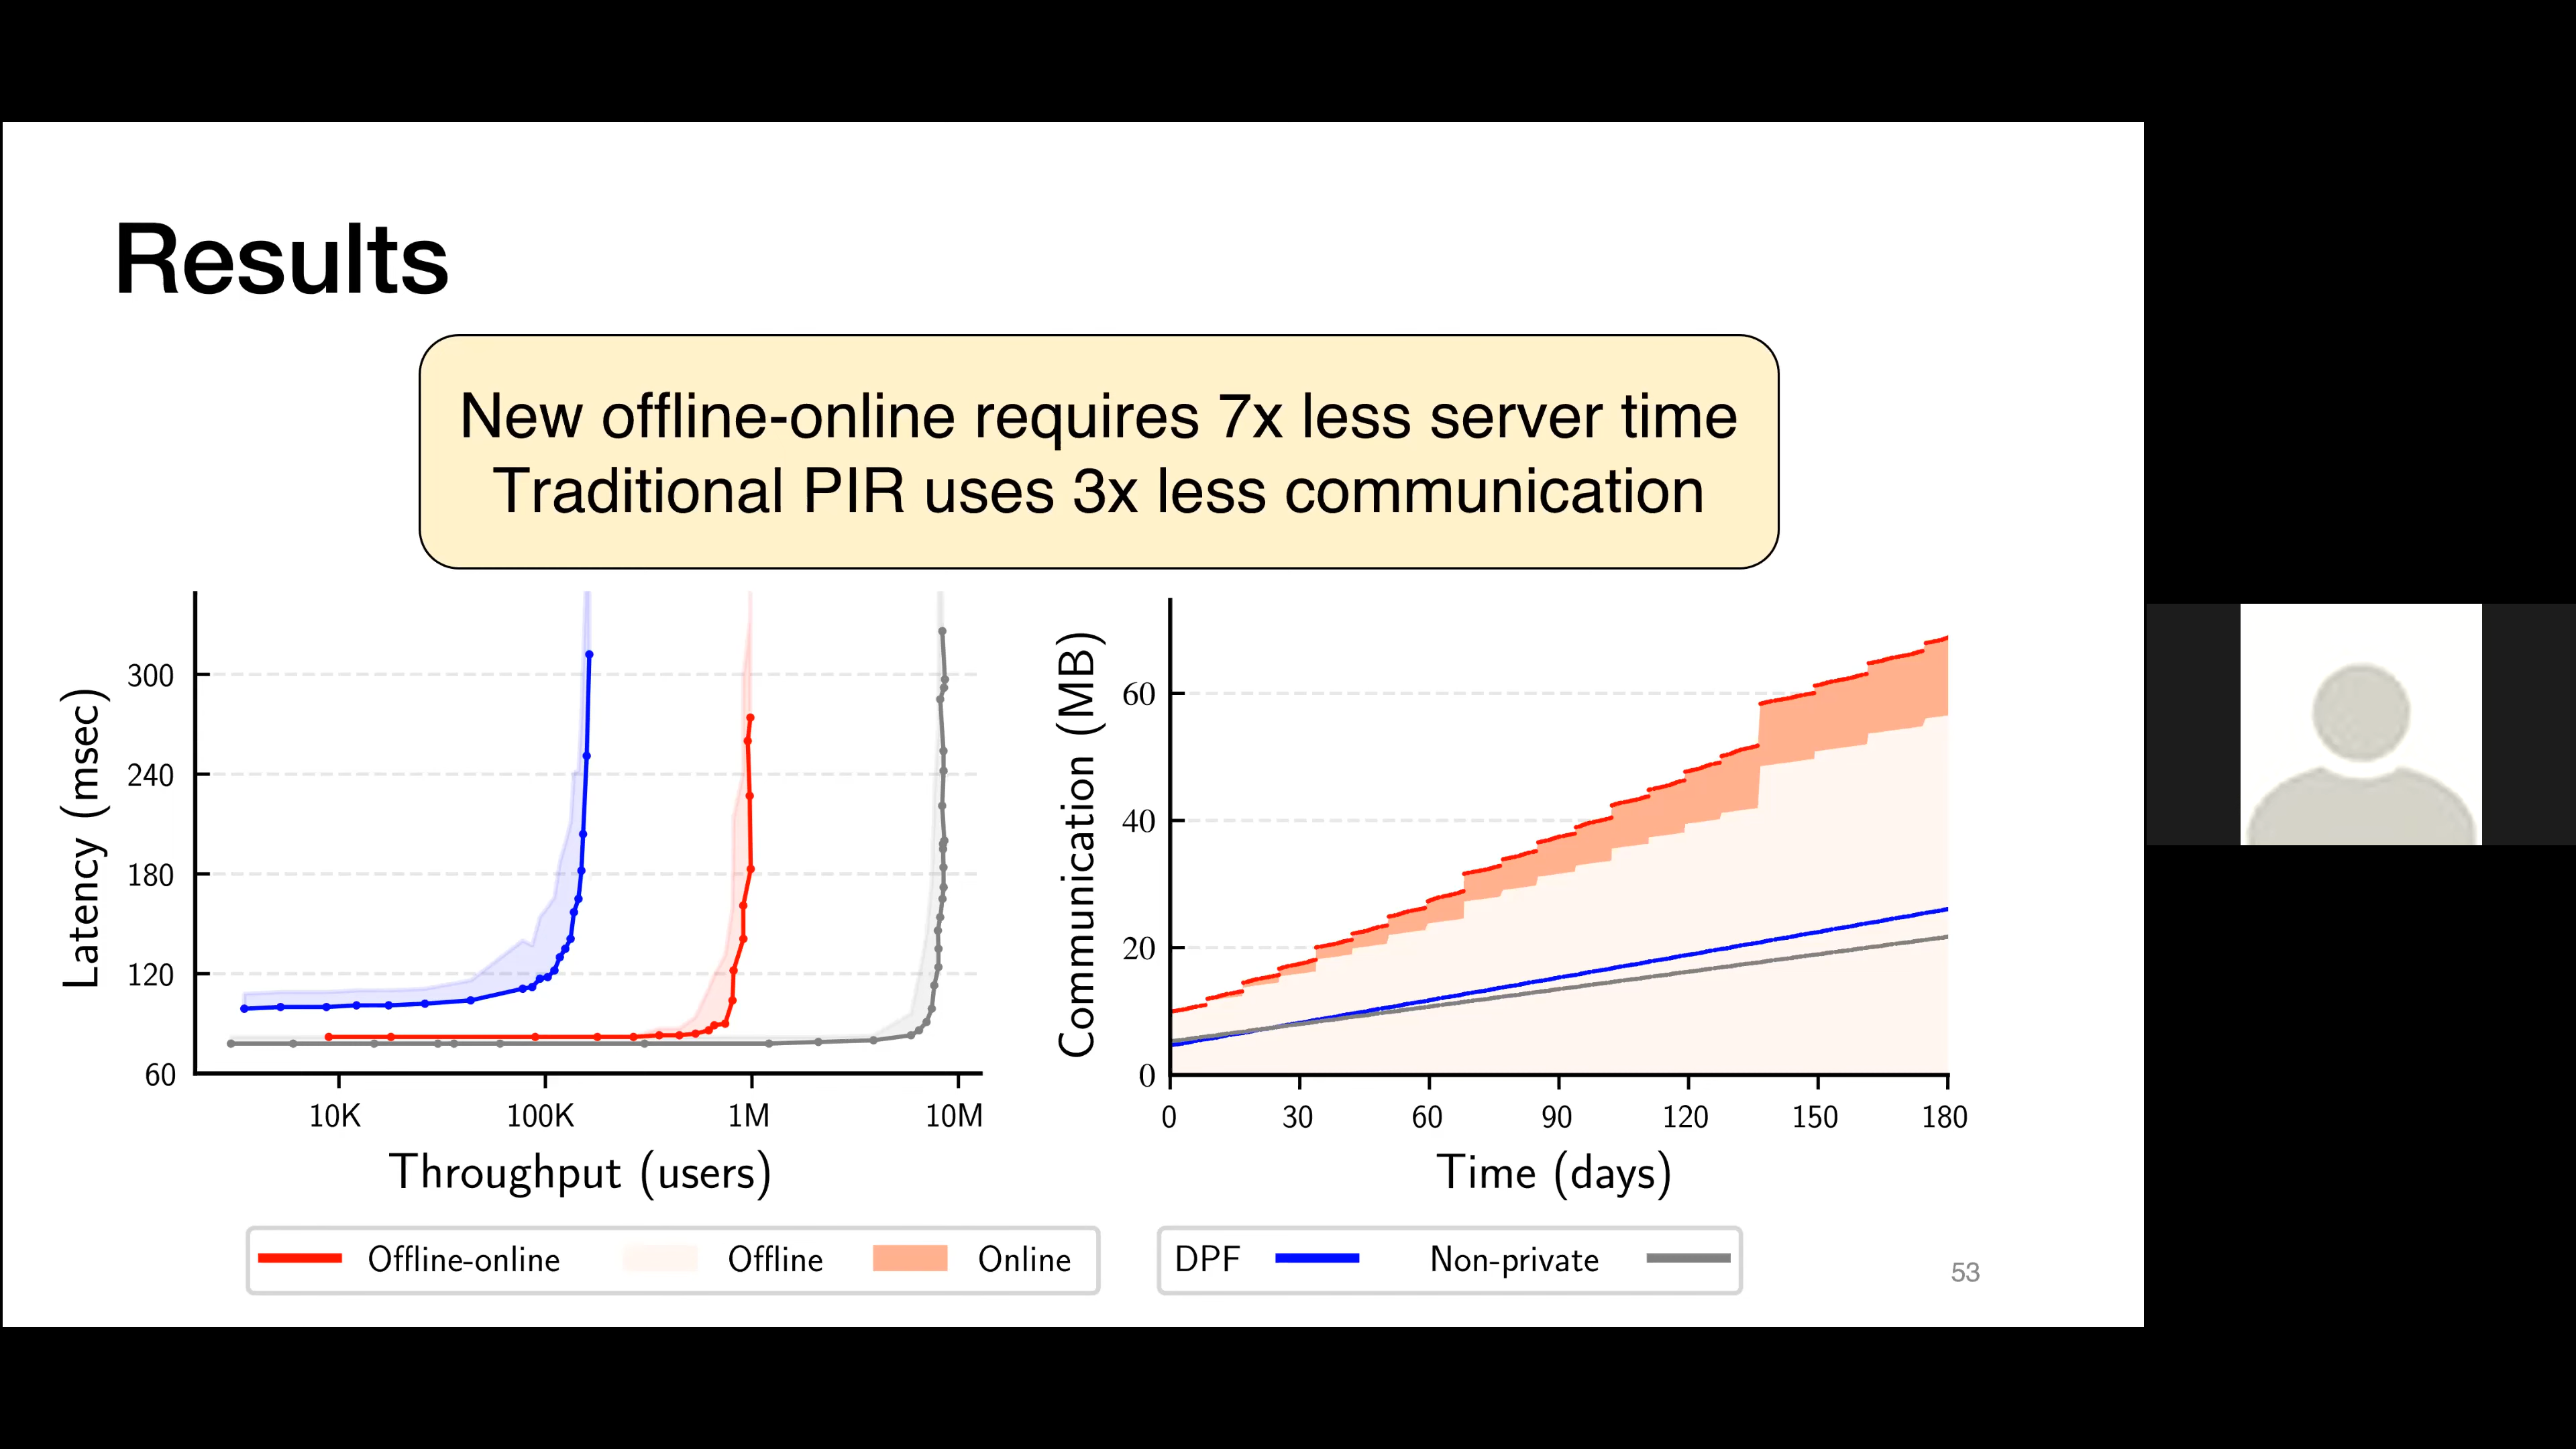 Results
New offline-online requires 7x less server time
Traditional PIR uses 3x less communication
Latency (msec)
300
240
180
120
60
10K 100K 1M 10M
Throughput (users)
Communication (MB)
60
40
20
0
0 30 60 90 120 150 180
Time (days)
Offline-online Offline Online
DPF Non-private
53